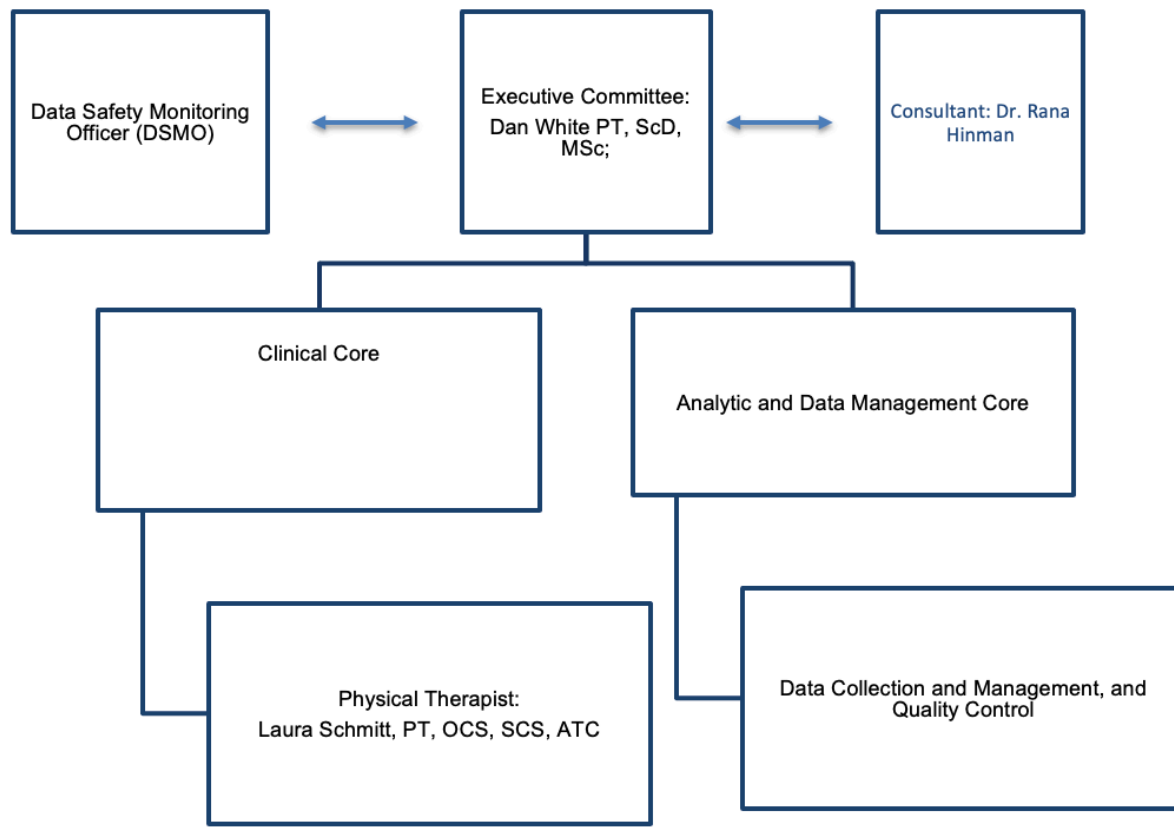 Data Safety Monitoring
Officer (DSMO)
Executive Committee:
Dan White PT, ScD,
MSc;
Consultant: Dr. Rana
Hinman
Clinical Core
Analytic and Data Management Core
Physical Therapist:
Laura Schmitt, PT, OCS, SCS, ATC
Data Collection and Management, and
Quality Control